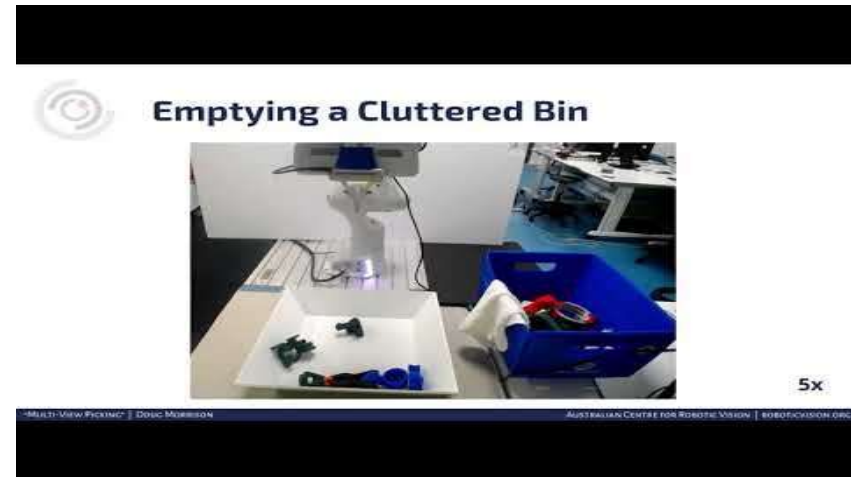 Emptying a Cluttered Bin
5x
"Multi-View Picking" | Doug Morrison
Australian Centre for Robotic Vision | roboticvision.org